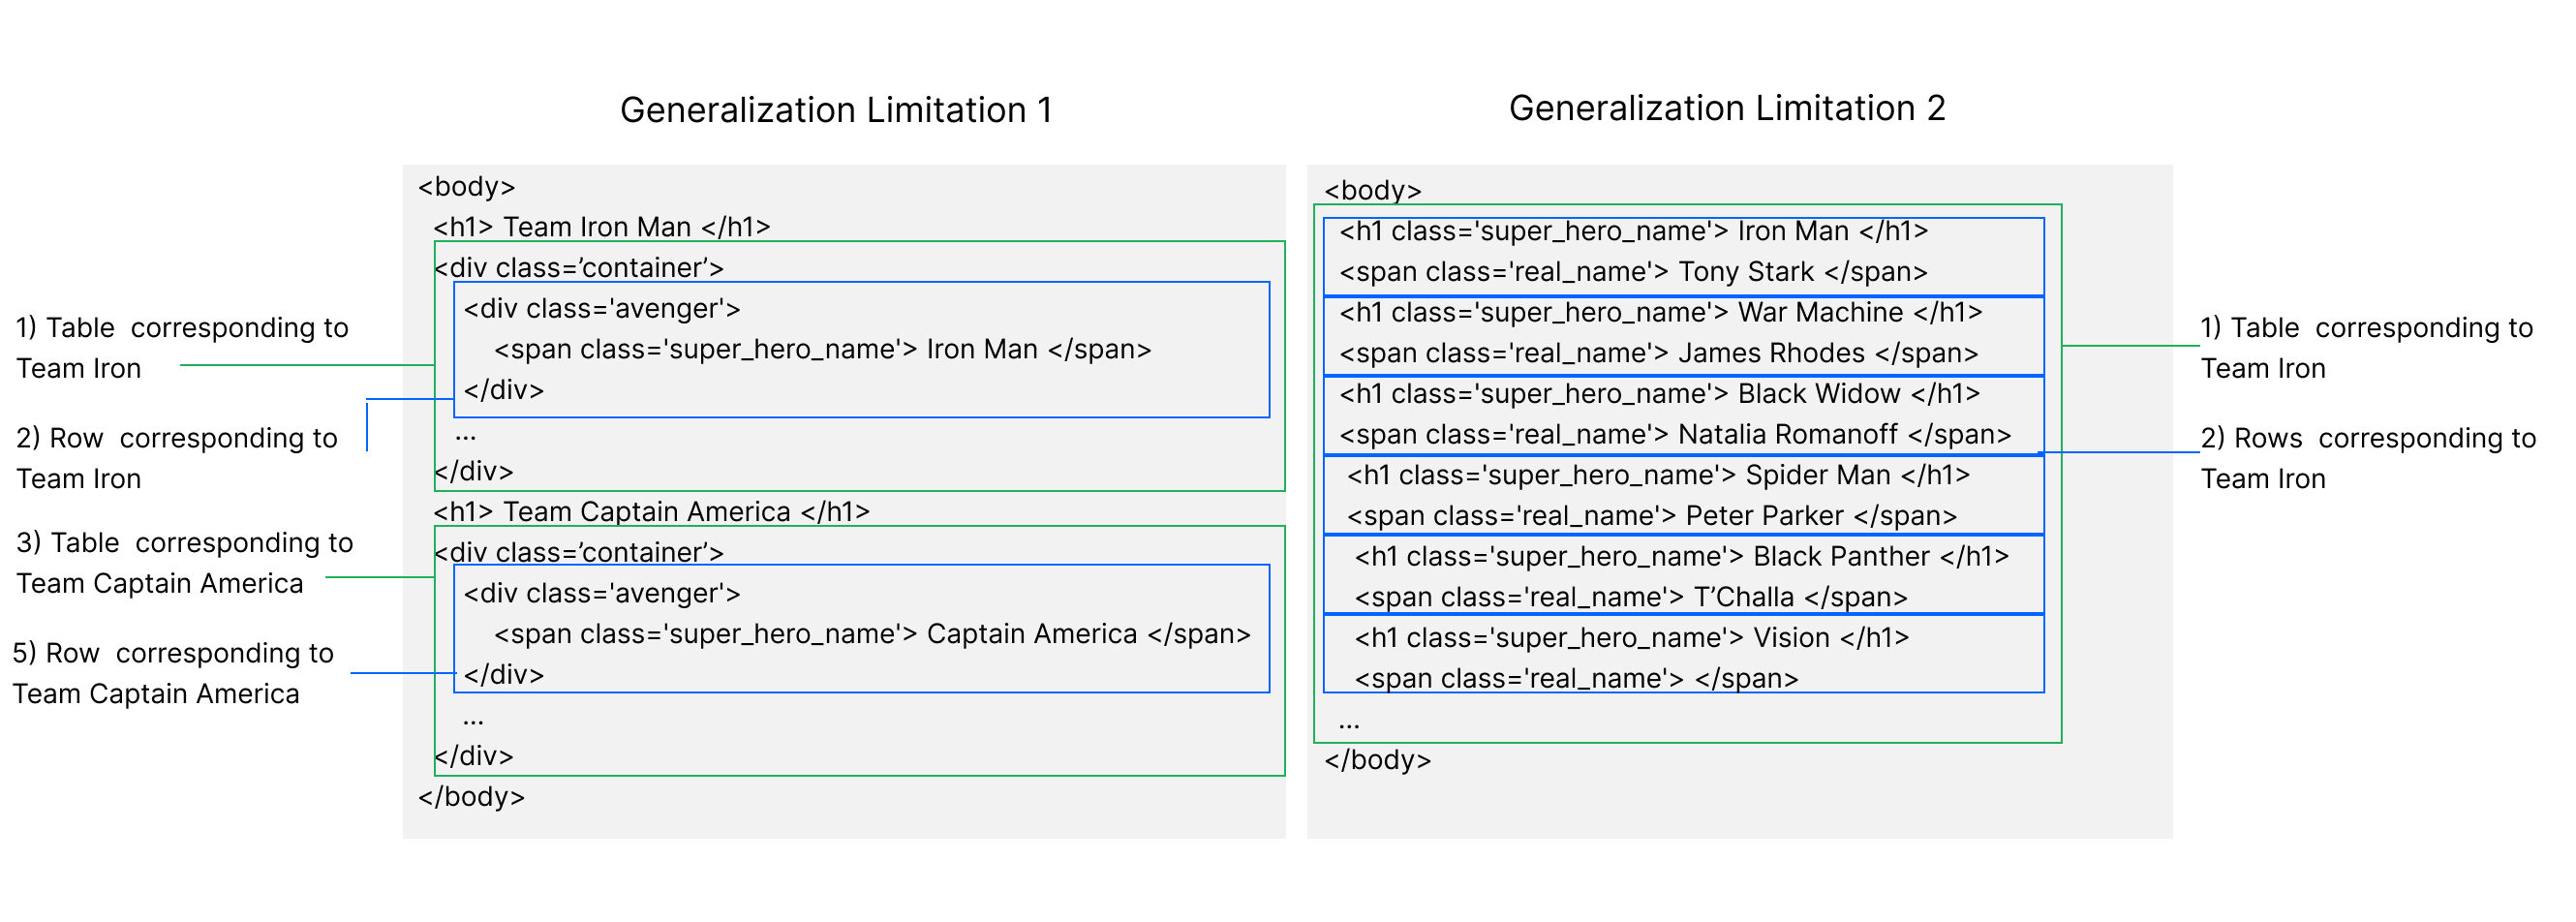 Generalization Limitation 1
<body>
<h1> Team Iron Man </h1>
<div class=’container’>
<div class='avenger'>
<span class='super_hero_name'> Iron Man </span>
</div>
...
</div>
<h1> Team Captain America </h1>
<div class=’container’>
<div class='avenger'>
<span class='super_hero_name'> Captain America </span>
</div>
...
</div>
</body>
1) Table corresponding to
Team Iron
2) Row corresponding to
Team Iron
3) Table corresponding to
Team Captain America
5) Row corresponding to
Team Captain America
Generalization Limitation 2
<body>
<h1 class='super_hero_name'> Iron Man </h1>
<span class='real_name'> Tony Stark </span>
<h1 class='super_hero_name'> War Machine </h1>
<span class='real_name'> James Rhodes </span>
<h1 class='super_hero_name'> Black Widow </h1>
<span class='real_name'> Natalia Romanoff </span>
<h1 class='super_hero_name'> Spider Man </h1>
<span class='real_name'> Peter Parker </span>
<h1 class='super_hero_name'> Black Panther </h1>
<span class='real_name'> T’Challa </span>
<h1 class='super_hero_name'> Vision </h1>
<span class='real_name'> </span>
...
</body>
1) Table corresponding to
Team Iron
2) Rows corresponding to
Team Iron